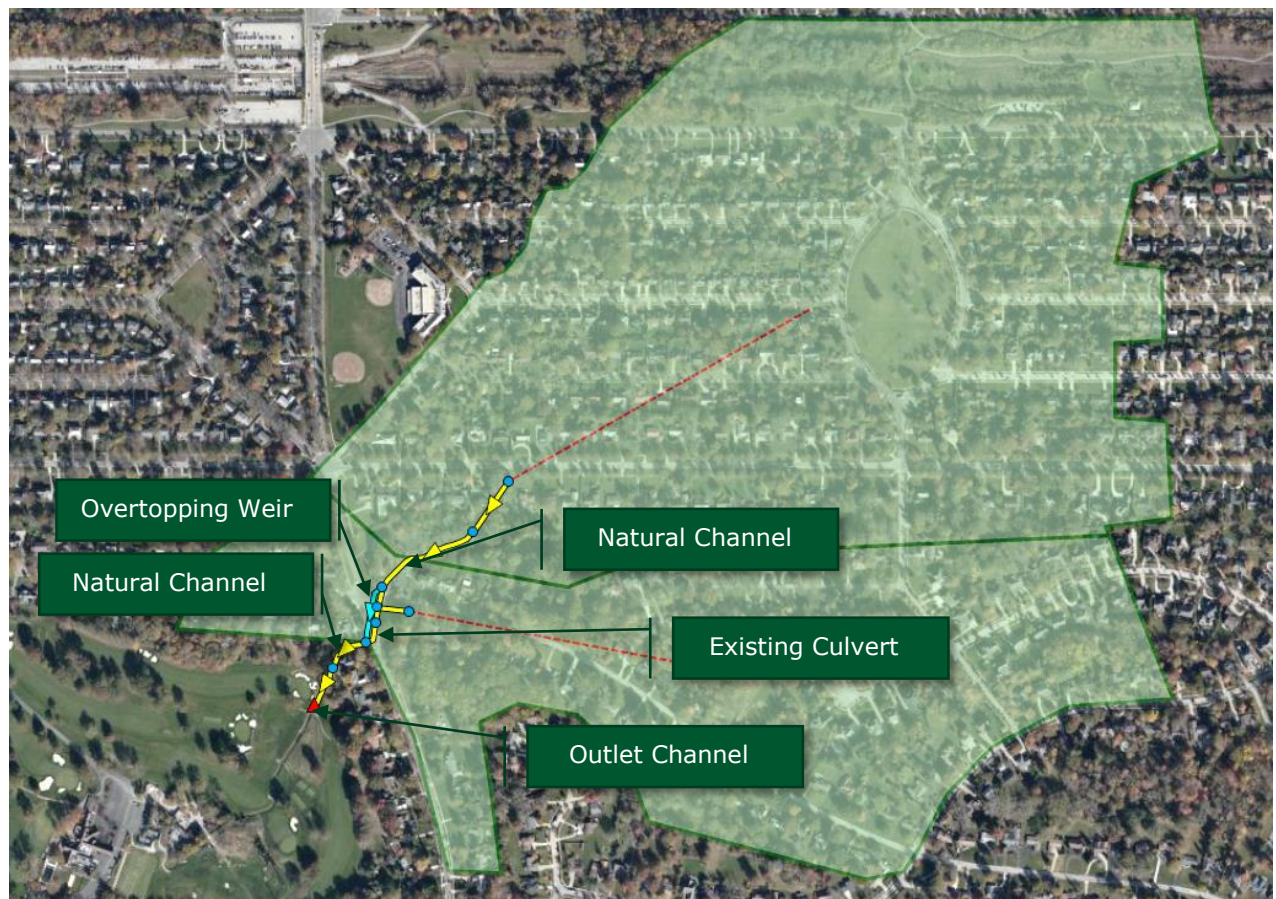 Overtopping Weir
Natural Channel
Natural Channel
Existing Culvert
Outlet Channel